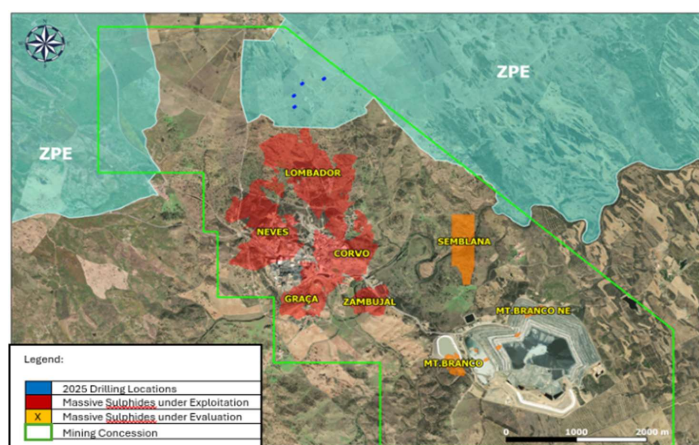 ZPE
ZPE
LOMBADOR
NEVES
CORVO
SEMBLANA
GRAÇA
ZAMBUJAL
MT.BRANCO NE
MT.BRANCO
Legend:
2025 Drilling Locations
Massive Sulphides under Exploitation
X Massive Sulphides under Evaluation
Mining Concession
0 1000 2000 m